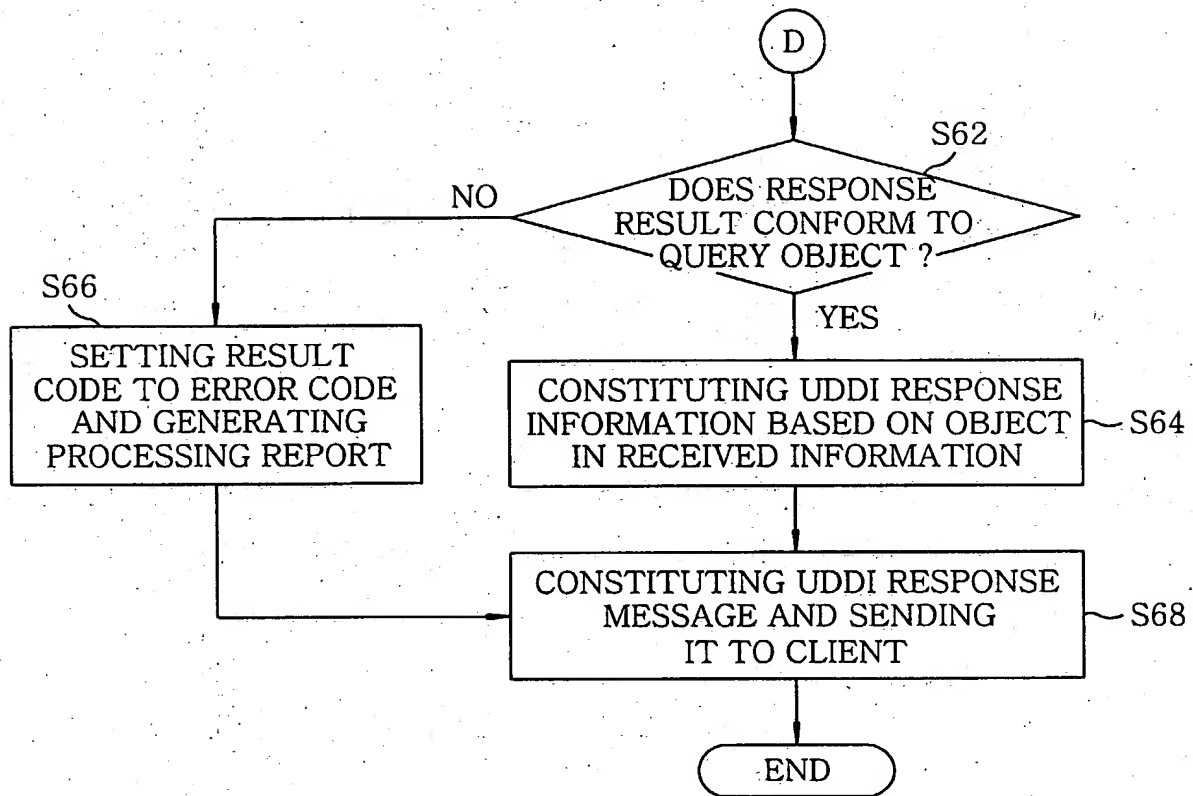 D
S62
DOES RESPONSE
RESULT CONFORM TO
QUERY OBJECT ?
NO
YES
S66
SETTING RESULT
CODE TO ERROR CODE
AND GENERATING
PROCESSING REPORT
CONSTITUTING UDDI RESPONSE
INFORMATION BASED ON OBJECT
IN RECEIVED INFORMATION
S64
CONSTITUTING UDDI RESPONSE
MESSAGE AND SENDING
IT TO CLIENT
S68
END